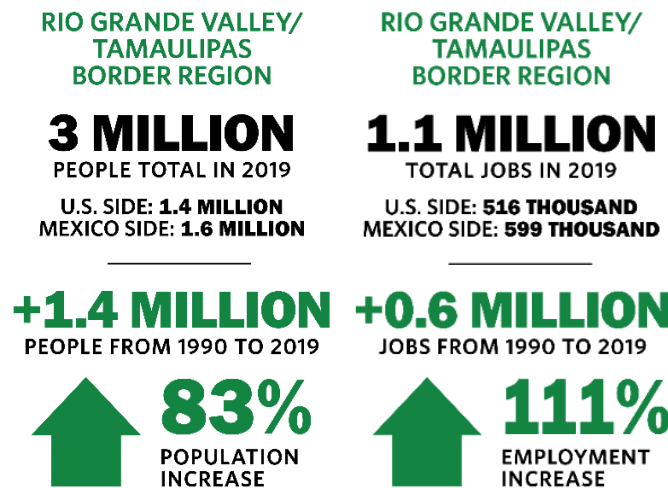 RIO GRANDE VALLEY/
TAMAULIPAS
BORDER REGION
3 MILLION
PEOPLE TOTAL IN 2019
U.S. SIDE: 1.4 MILLION
MEXICO SIDE: 1.6 MILLION
+1.4 MILLION
PEOPLE FROM 1990 TO 2019
83%
POPULATION
INCREASE
RIO GRANDE VALLEY/
TAMAULIPAS
BORDER REGION
1.1 MILLION
TOTAL JOBS IN 2019
U.S. SIDE: 516 THOUSAND
MEXICO SIDE: 599 THOUSAND
+0.6 MILLION
JOBS FROM 1990 TO 2019
111%
EMPLOYMENT
INCREASE